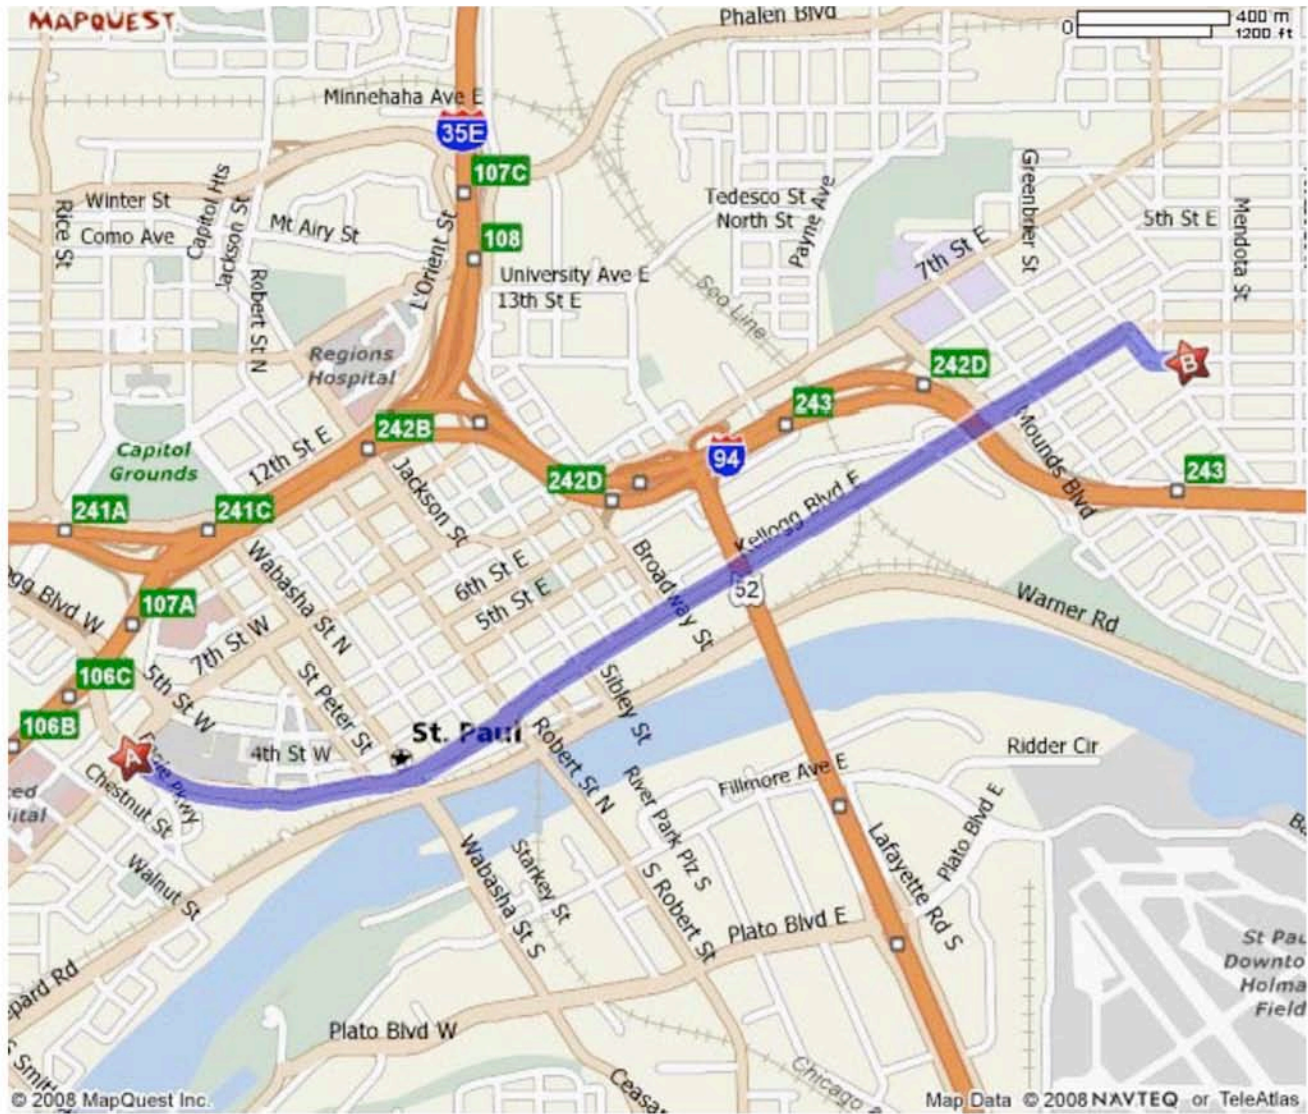 MAPQUEST
Phalen Blvd
0
400 m
1200 ft
Minnehaha Ave E
35E
107C
Winter St
Como Ave
Rice St
Capitol Hts
Jackson St
Mt Airy St
Robert St N
L'Orient St
108
University Ave E
13th St E
Tedesco St
North St
Payne Ave
Soo Line
7th St E
Greenbrier St
5th St E
Mendota St
Regions
Hospital
B
242D
243
242B
12th St E
Capitol
Grounds
Mounds Blvd
94
242D
243
241A
241C
Jackson St
Kellogg Blvd E
6th St E
5th St E
Broadway St
52
Warner Rd
Blvd W
107A
Wabasha St N
7th St W
106C
5th St W
St Peter St
106B
A
4th St W
St. Paul
Sibley St
Robert St N
Chestnut St
Walnut St
River Park Plz S
Fillmore Ave E
Ridder Cir
Plato Blvd E
Lafayette Rd S
Wabasha St S
Starkey St
S Robert St
Plato Blvd E
St Pau
Downto
Holma
Field
Rd
Plato Blvd W
Chicago
© 2008 MapQuest Inc.
Map Data © 2008 NAVTEQ or TeleAtlas